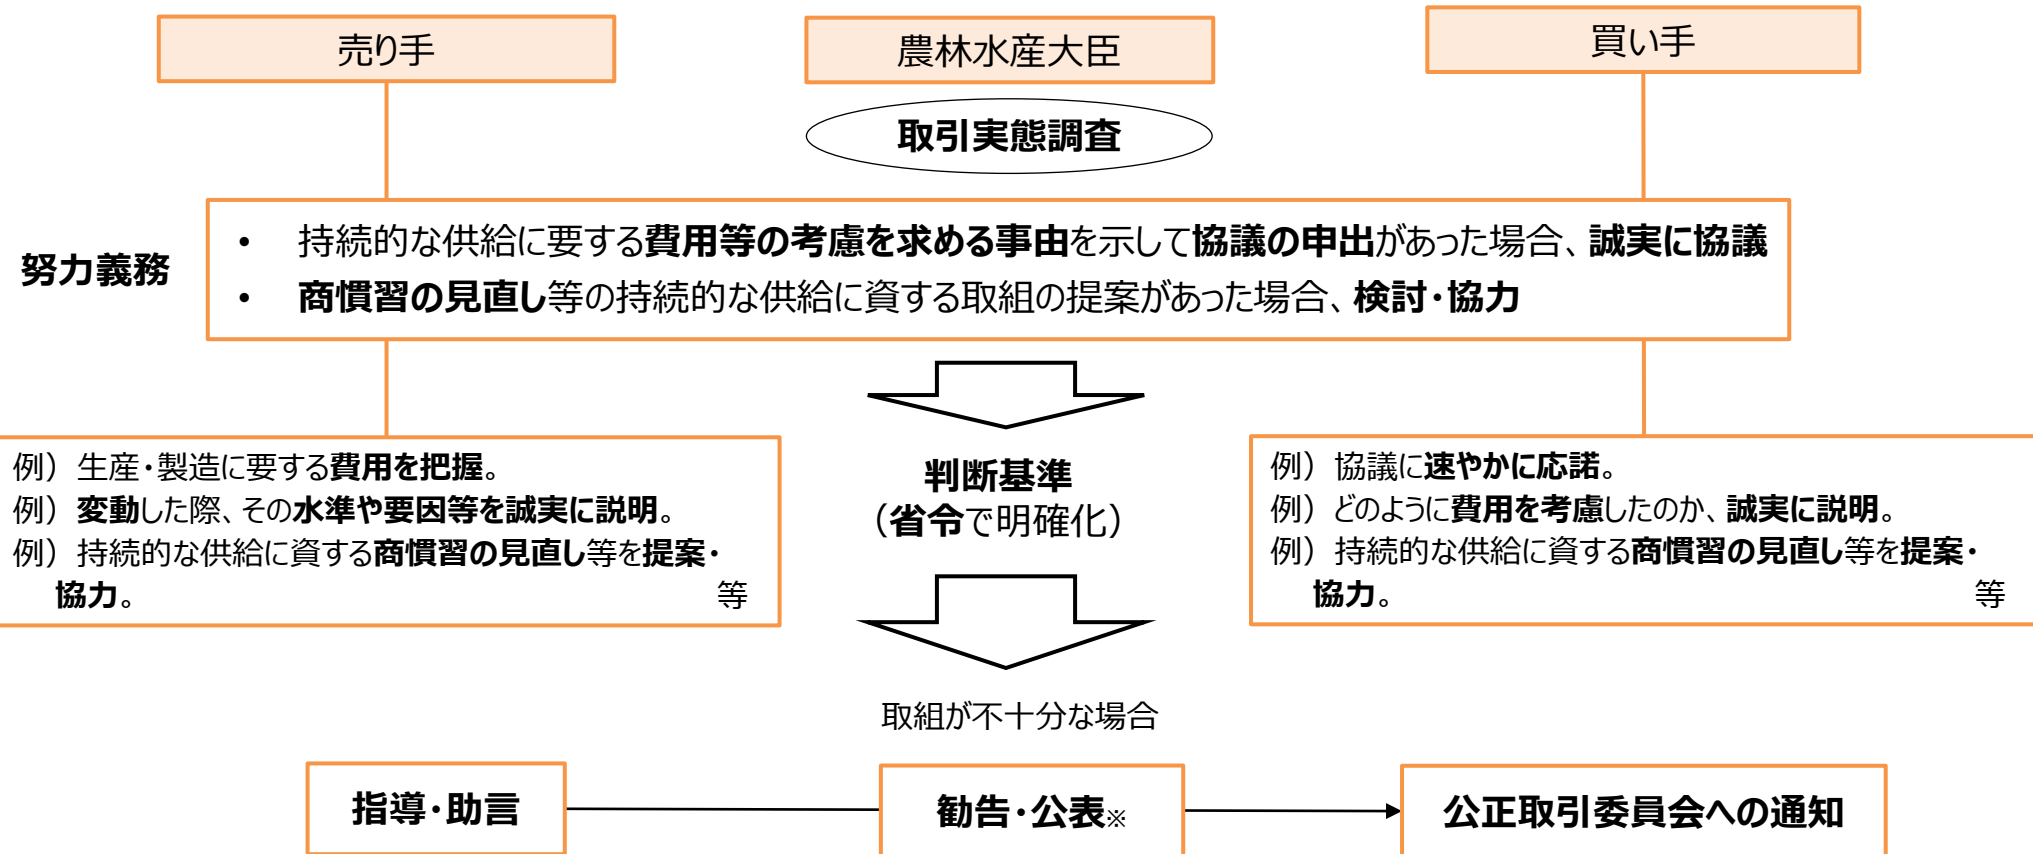 売り手
農林水産大臣
買い手
取引実態調査
努力義務
• 持続的な供給に要する費用等の考慮を求める事由を示して協議の申出があった場合、誠実に協議
• 商慣習の見直し等の持続的な供給に資する取組の提案があった場合、検討・協力
例）生産・製造に要する費用を把握。
例）変動した際、その水準や要因等を誠実に説明。
例）持続的な供給に資する商慣習の見直し等を提案・
協力。 等
判断基準
（省令で明確化）
例）協議に速やかに応諾。
例）どのように費用を考慮したのか、誠実に説明。
例）持続的な供給に資する商慣習の見直し等を提案・
協力。 等
取組が不十分な場合
指導・助言
勧告・公表※
公正取引委員会への通知